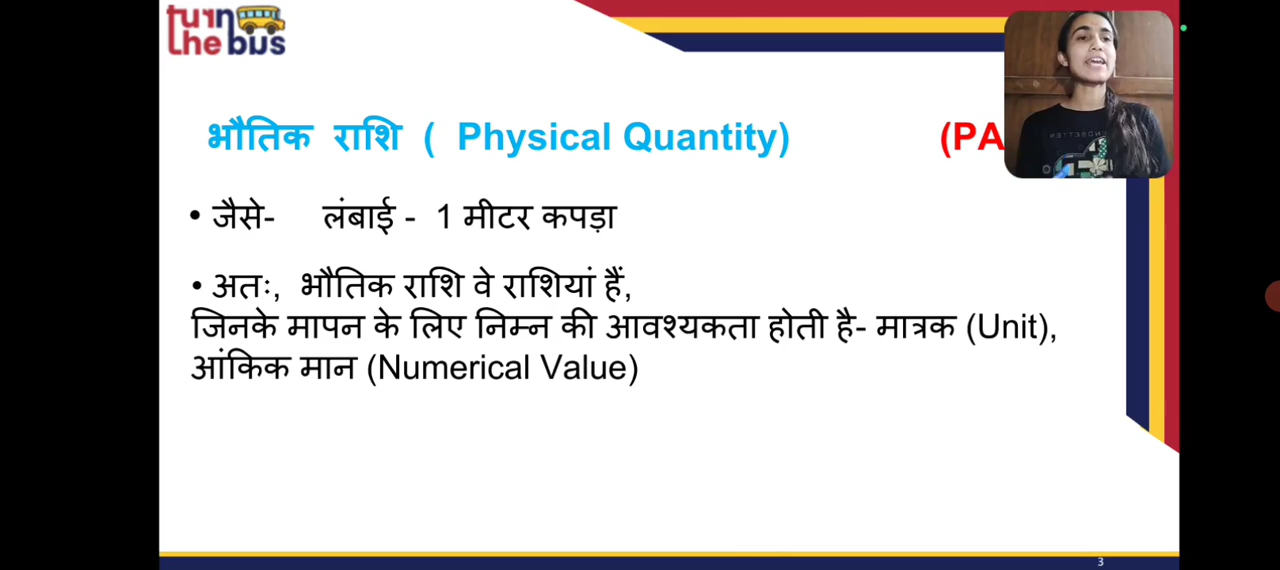 turn
the bus
भौतिक राशि ( Physical Quantity) (PA
• जैसे- लंबाई - 1 मीटर कपड़ा
• अतः, भौतिक राशि वे राशियां हैं,
जिनके मापन के लिए निम्न की आवश्यकता होती है- मात्रक (Unit),
आंकिक मान (Numerical Value)
3